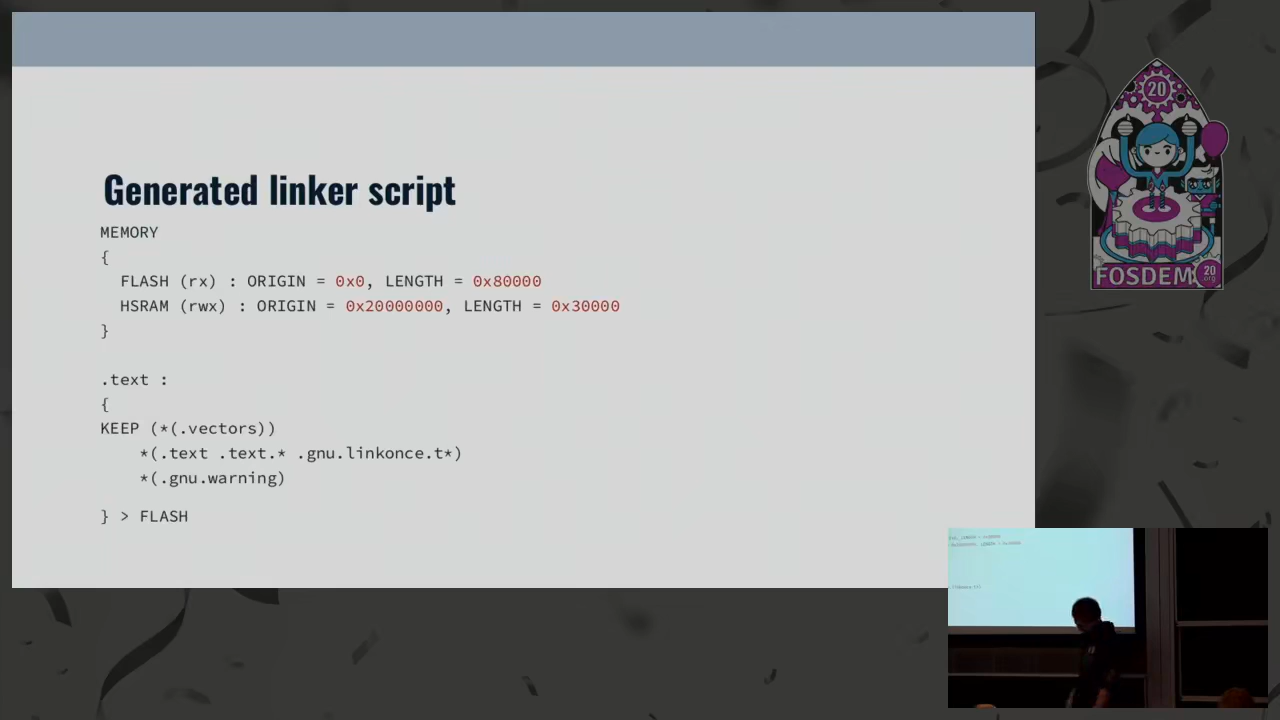 Generated linker script
MEMORY
{
FLASH (rx) : ORIGIN = 0x0, LENGTH = 0x80000
HSRAM (rwx) : ORIGIN = 0x20000000, LENGTH = 0x30000
}
.text :
{
KEEP (*(.vectors))
*(.text .text.* .gnu.linkonce.t*)
*(.gnu.warning)
} > FLASH
20
FOSDEM
20
.org